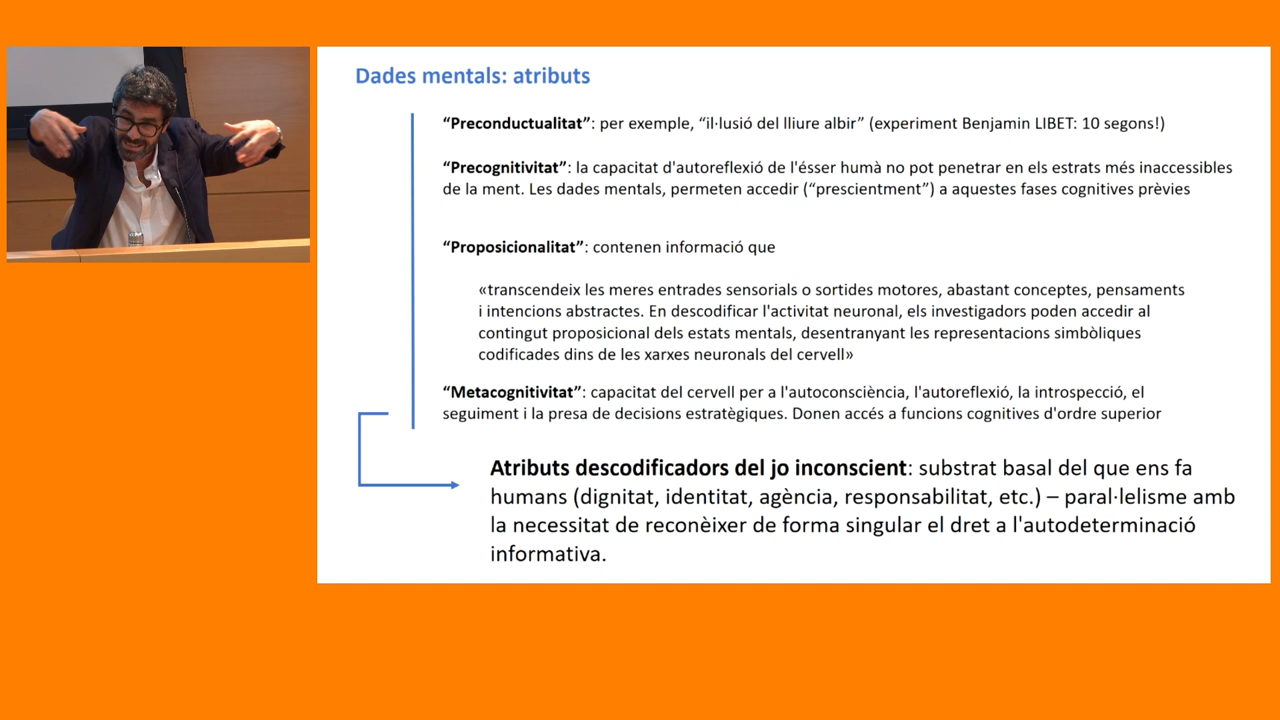 Dades mentals: atributs
“Preconductualitat”: per exemple, “il·lusió del lliure albir” (experiment Benjamin LIBET: 10 segons!)
“Precognitivitat”: la capacitat d'autoreflexió de l'ésser humà no pot penetrar en els estrats més inaccessibles
de la ment. Les dades mentals, permeten accedir (“prescientment”) a aquestes fases cognitives prèvies
“Proposicionalitat”: contenen informació que
«transcendeix les meres entrades sensorials o sortides motores, abastant conceptes, pensaments
i intencions abstractes. En descodificar l'activitat neuronal, els investigadors poden accedir al
contingut proposicional dels estats mentals, desentranyant les representacions simbòliques
codificades dins de les xarxes neuronals del cervell»
“Metacognitivitat”: capacitat del cervell per a l'autoconsciència, l'autoreflexió, la introspecció, el
seguiment i la presa de decisions estratègiques. Donen accés a funcions cognitives d'ordre superior
Atributs descodificadors del jo inconscient: substrat basal del que ens fa
humans (dignitat, identitat, agència, responsabilitat, etc.) – paral·lelisme amb
la necessitat de reconèixer de forma singular el dret a l'autodeterminació
informativa.